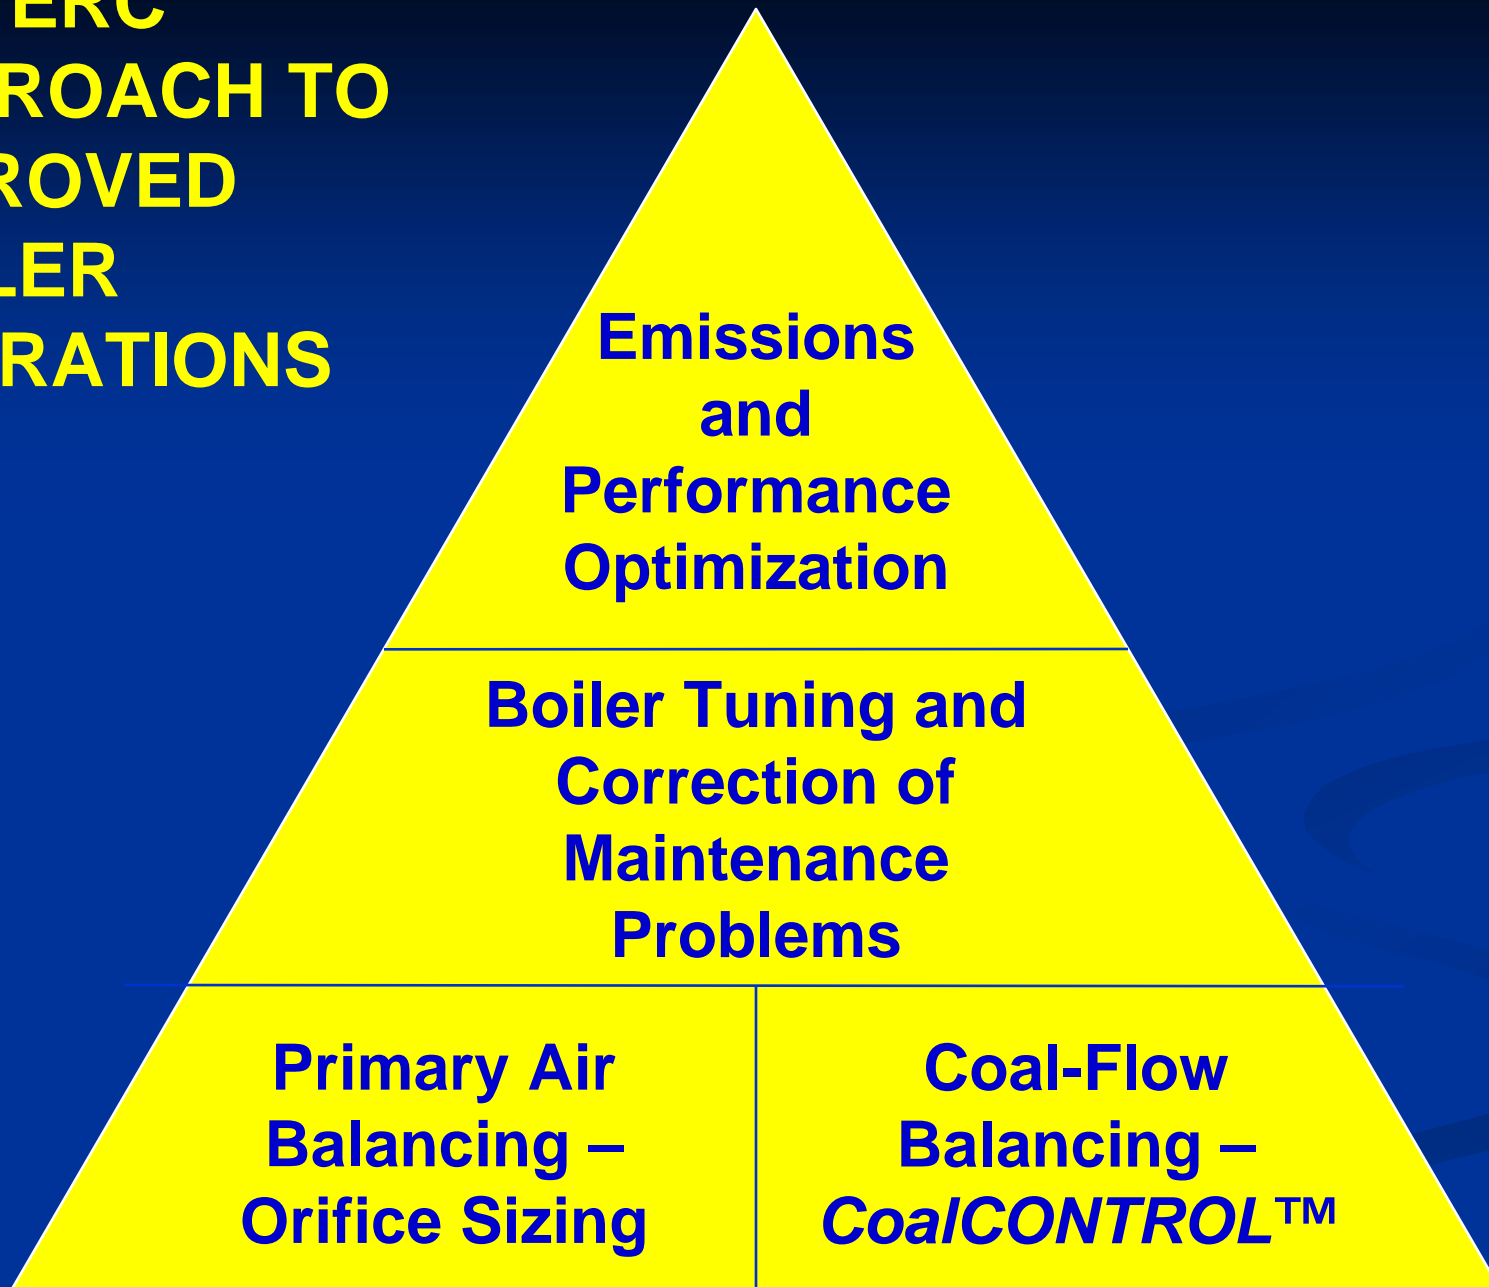 ERC
ROACH TO
ROVED
LER
RATIONS
Emissions
and
Performance
Optimization
Boiler Tuning and
Correction of
Maintenance
Problems
Primary Air
Balancing –
Orifice Sizing
Coal-Flow
Balancing –
CoalCONTROL™